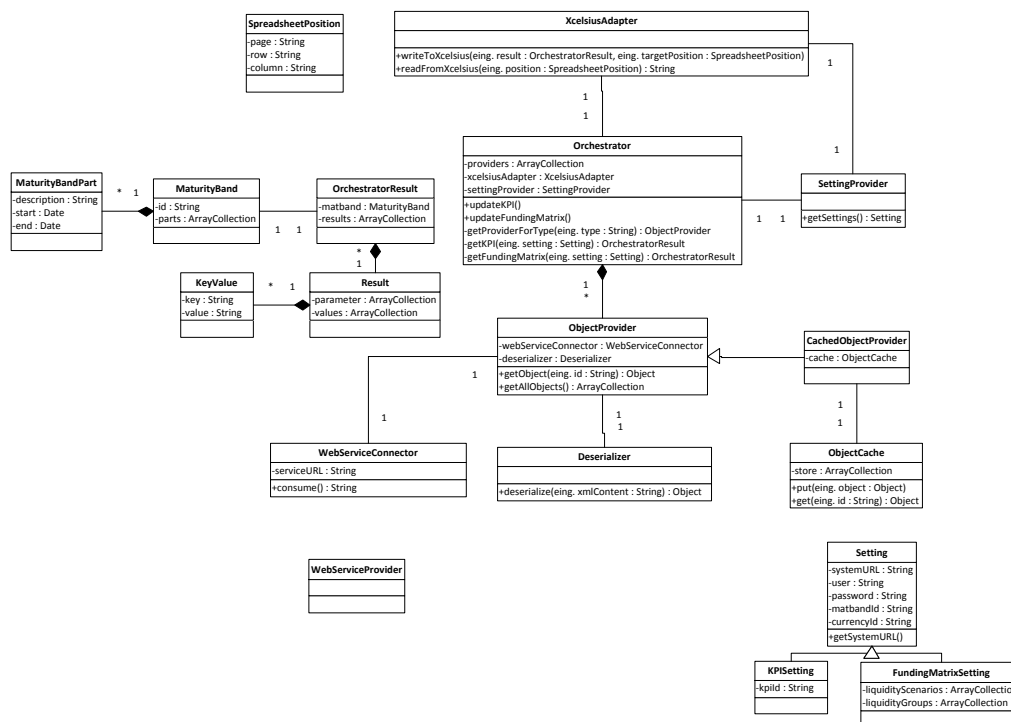 XcelsiusAdapter
+writeToXcelsius(eing. result : OrchestratorResult, eing. targetPosition : SpreadsheetPosition)
+readFromXcelsius(eing. position : SpreadsheetPosition) : String
SpreadsheetPosition
-page : String
-row : String
-column : String
1
1
1
1
Orchestrator
-providers : ArrayCollection
-xcelsiusAdapter : XcelsiusAdapter
-settingProvider : SettingProvider
+updateKPI()
+updateFundingMatrix()
-getProviderForType(eing. type : String) : ObjectProvider
-getKPI(eing. setting : Setting) : OrchestratorResult
-getFundingMatrix(eing. setting : Setting) : OrchestratorResult
SettingProvider
+getSettings() : Setting
1 1
MaturityBandPart
-description : String
-start : Date
-end : Date
* 1
MaturityBand
-id : String
-parts : ArrayCollection
1 1
OrchestratorResult
-matband : MaturityBand
-results : ArrayCollection
*
1
KeyValue
-key : String
-value : String
* 1
Result
-parameter : ArrayCollection
-values : ArrayCollection
1
*
ObjectProvider
-webServiceConnector : WebServiceConnector
-deserializer : Deserializer
+getObject(eing. id : String) : Object
+getAllObjects() : ArrayCollection
CachedObjectProvider
-cache : ObjectCache
1
1
1
1
1
1
WebServiceConnector
-serviceURL : String
+consume() : String
Deserializer
+deserialize(eing. xmlContent : String) : Object
ObjectCache
-store : ArrayCollection
+put(eing. object : Object)
+get(eing. id : String) : Object
WebServiceProvider
Setting
-systemURL : String
-user : String
-password : String
-matbandId : String
-currencyId : String
+getSystemURL()
KPISetting
-kpiId : String
FundingMatrixSetting
-liquidityScenarios : ArrayCollection
-liquidityGroups : ArrayCollection